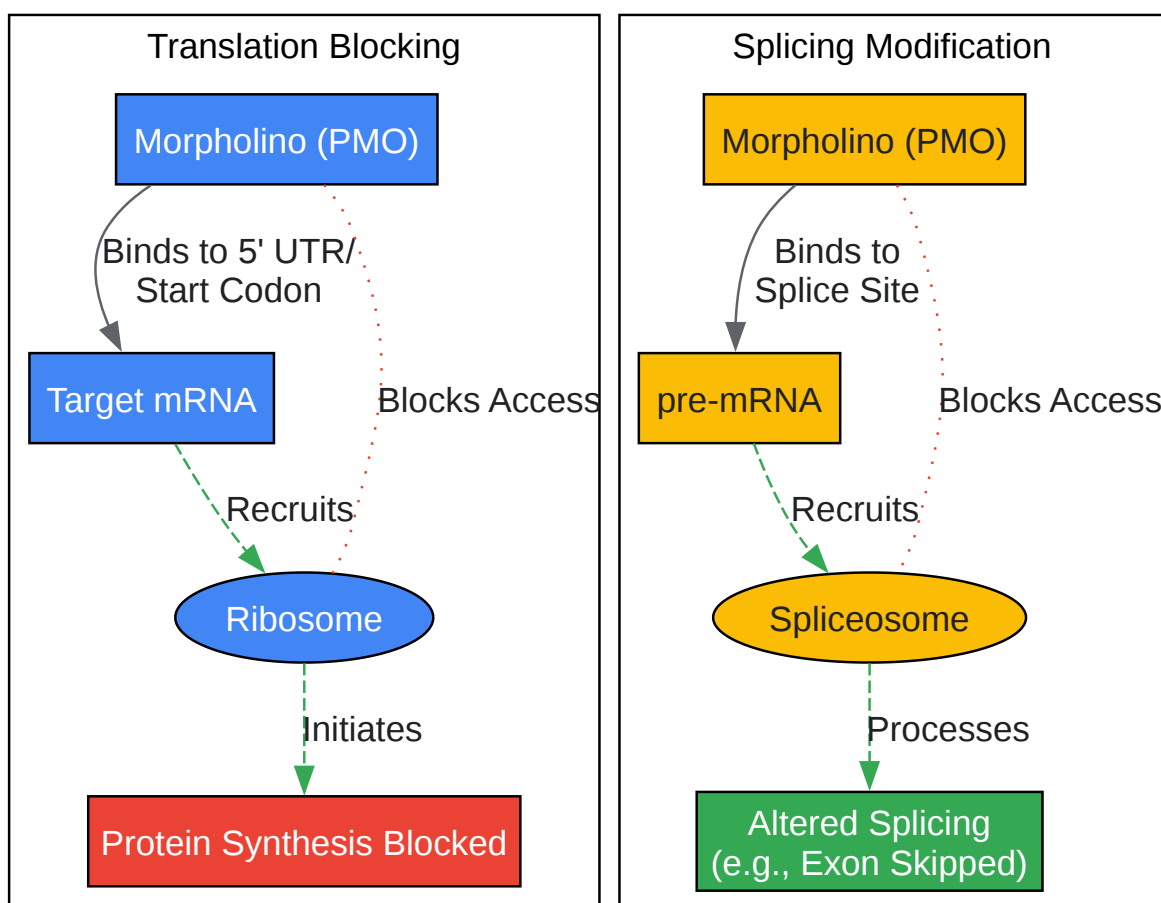 Translation Blocking
Morpholino (PMO)
Binds to 5' UTR/
Start Codon
Target mRNA
Blocks Access
Recruits
Ribosome
Initiates
Protein Synthesis Blocked
Splicing Modification
Morpholino (PMO)
Binds to
Splice Site
pre-mRNA
Blocks Access
Recruits
Spliceosome
Processes
Altered Splicing
(e.g., Exon Skipped)